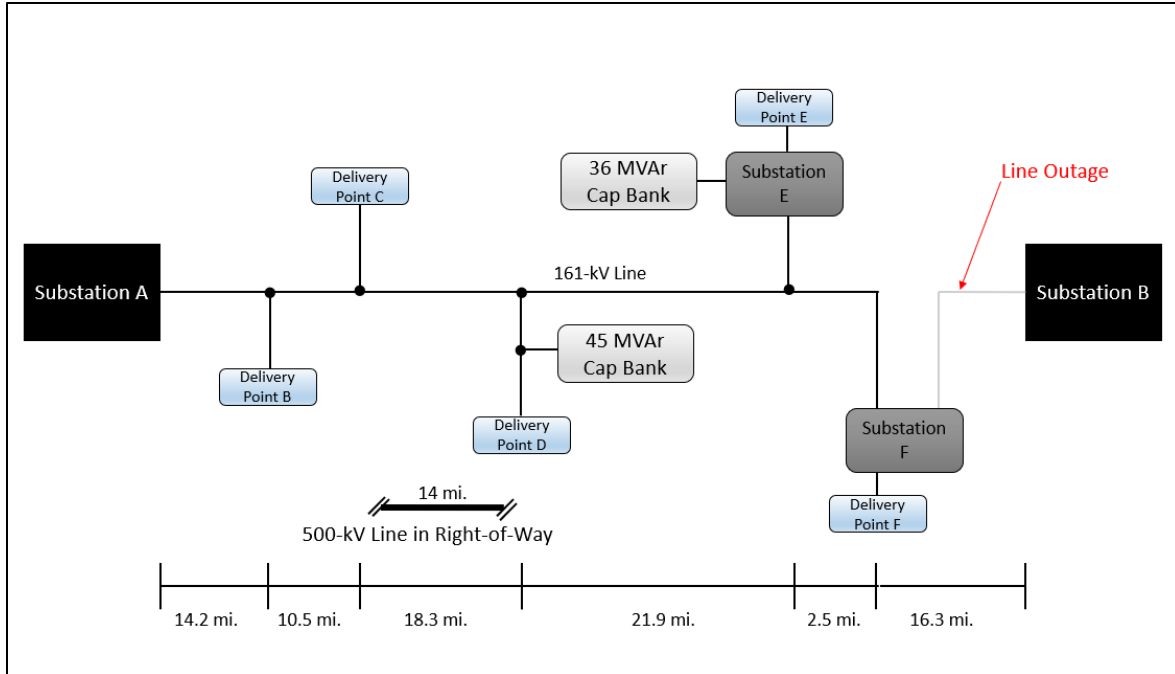 Delivery
Point E
36 MVAr
Cap Bank
Substation
E
Line Outage
Delivery
Point C
161-kV Line
Substation A
Substation B
45 MVAr
Cap Bank
Delivery
Point B
Delivery
Point D
Substation
F
14 mi.
500-kV Line in Right-of-Way
Delivery
Point F
14.2 mi.
10.5 mi.
18.3 mi.
21.9 mi.
2.5 mi.
16.3 mi.